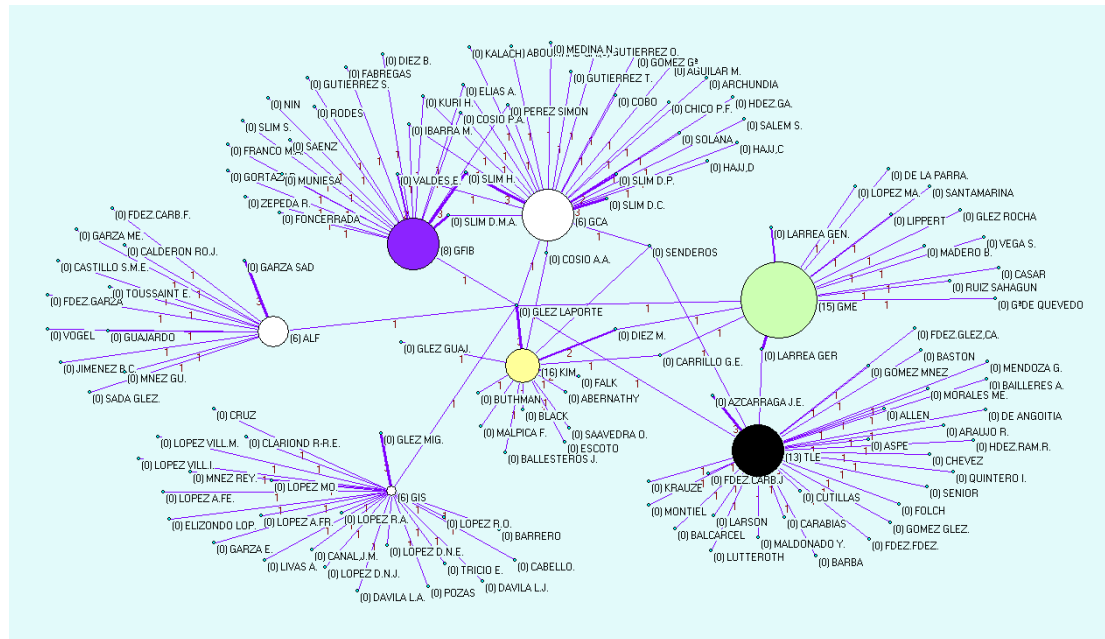 (0) MEDINA N.
(0) GUTIERREZ O.
(0) KALACH
(0) DIEZ B.
(0) GOMEZ Gª
(0) AGUILAR M.
(0) FABREGAS
(0) GUTIERREZ T.
(0) GUTIERREZ S.
(0) ARCHUNDIA
(0) ELIAS A.
(0) NIN
(0) KURI H.
(0) COBO
(0) HDEZ.GA.
(0) CHICO P.F.
(0) RODES
(0) PEREZ SIMON
(0) COSIO P.A.
(0) SALEM S.
(0) SLIM S.
(0) IBARRA M.
(0) SOLANA
(0) SAENZ
(0) HAJJ,C
(0) FRANCO M.A.
(0) HAJJ,D
(0) GORTAZ
(0) MUNIESA
(0) VALDES,E.
(0) SLIM H.
(0) SLIM D.P.
(0) DE LA PARRA.
(0) ZEPEDA R.
(0) LOPEZ MA.
(0) SANTAMARINA
(0) SLIM D.C.
(0) FONCERRADA
(0) SLIM D.M.A.
(6) GCA
(0) LIPPERT
(0) GLEZ ROCHA
(0) FDEZ.CARB.F.
(0) LARREA GEN.
(0) GARZA ME.
(8) GFIB
(0) COSIO A.A.
(0) SENDEROS
(0) VEGA S.
(0) CALDERON RO.J.
(0) MADERO B.
(0) GARZA SAD
(0) CASTILLO S.M.E.
(0) CASAR
(0) RUIZ SAHAGUN
(0) TOUSSAINT E.
(0) FDEZ.GARZA
(15) GME
(0) GªDE QUEVEDO
(0) GLEZ LAPORTE
(0) VOGEL
(0) GUAJARDO
(6) ALF
(0) DIEZ M.
(0) FDEZ.GLEZ,CA.
(0) GLEZ GUAJ.
(0) LARREA GER
(0) CARRILLO G.E.
(0) BASTON
(0) JIMENEZ B,C.
(16) KIM
(0) GOMEZ MNEZ
(0) MENDOZA G.
(0) MNEZ GU.
(0) FALK
(0) BAILLERES A.
(0) SADA GLEZ.
(0) BUTHMAN
(0) ABERNATHY
(0) MORALES ME.
(0) AZCARRAGA J.E.
(0) CRUZ
(0) BLACK
(0) ALLEN
(0) DE ANGOITIA
(0) GLEZ MIG.
(0) MALPICA F.
(0) SAAVEDRA O.
(0) ARAUJO R.
(0) LOPEZ VILL.M.
(0) CLARIOND R-R.E.
(0) ESCOTO
(0) ASPE
(0) HDEZ.RAM.R.
(0) BALLESTEROS J.
(13) TLE
(0) CHEVEZ
(0) LOPEZ VILL.I.
(0) MNEZ REY.
(0) LOPEZ MO
(0) KRAUZE
(0) FDEZ.CARB.J
(0) QUINTERO I.
(0) LOPEZ A.FE.
(6) GIS
(0) CUTILLAS
(0) SENIOR
(0) MONTIEL
(0) FOLCH
(0) ELIZONDO LOP.
(0) LOPEZ A.FR.
(0) LOPEZ R.A.
(0) LOPEZ R.O.
(0) LARSON
(0) CARABIAS
(0) GOMEZ GLEZ.
(0) BARRERO
(0) BALCARCEL
(0) GARZA E.
(0) MALDONADO Y.
(0) FDEZ.FDEZ.
(0) CANAL,J.M.
(0) LOPEZ D.N.E.
(0) LUTTEROTH
(0) BARBA
(0) LIVAS A.
(0) LOPEZ D.N.J.
(0) TRICIO E.
(0) CABELLO.
(0) DAVILA L.A.
(0) POZAS
(0) DAVILA L.J.